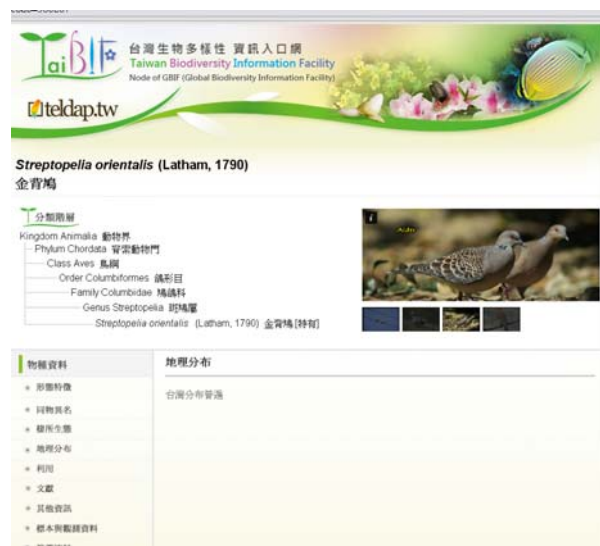 TaiBIF
台灣生物多樣性 資訊入口網
Taiwan Biodiversity Information Facility
Node of GBIF (Global Biodiversity Information Facility)
teldap.tw
Streptopelia orientalis (Latham, 1790)
金背鳩
分類階層
Kingdom Animalia 動物界
Phylum Chordata 脊索動物門
Class Aves 鳥綱
Order Columbiformes 鴿形目
Family Columbidae 鳩鴿科
Genus Streptopelia 斑鳩屬
Streptopelia orientalis (Latham, 1790) 金背鳩 [特有]
物種資料
地理分布
形態特徵
台灣分布普遍
同物異名
棲所生態
地理分布
利用
文獻
其他資訊
標本與觀測資料